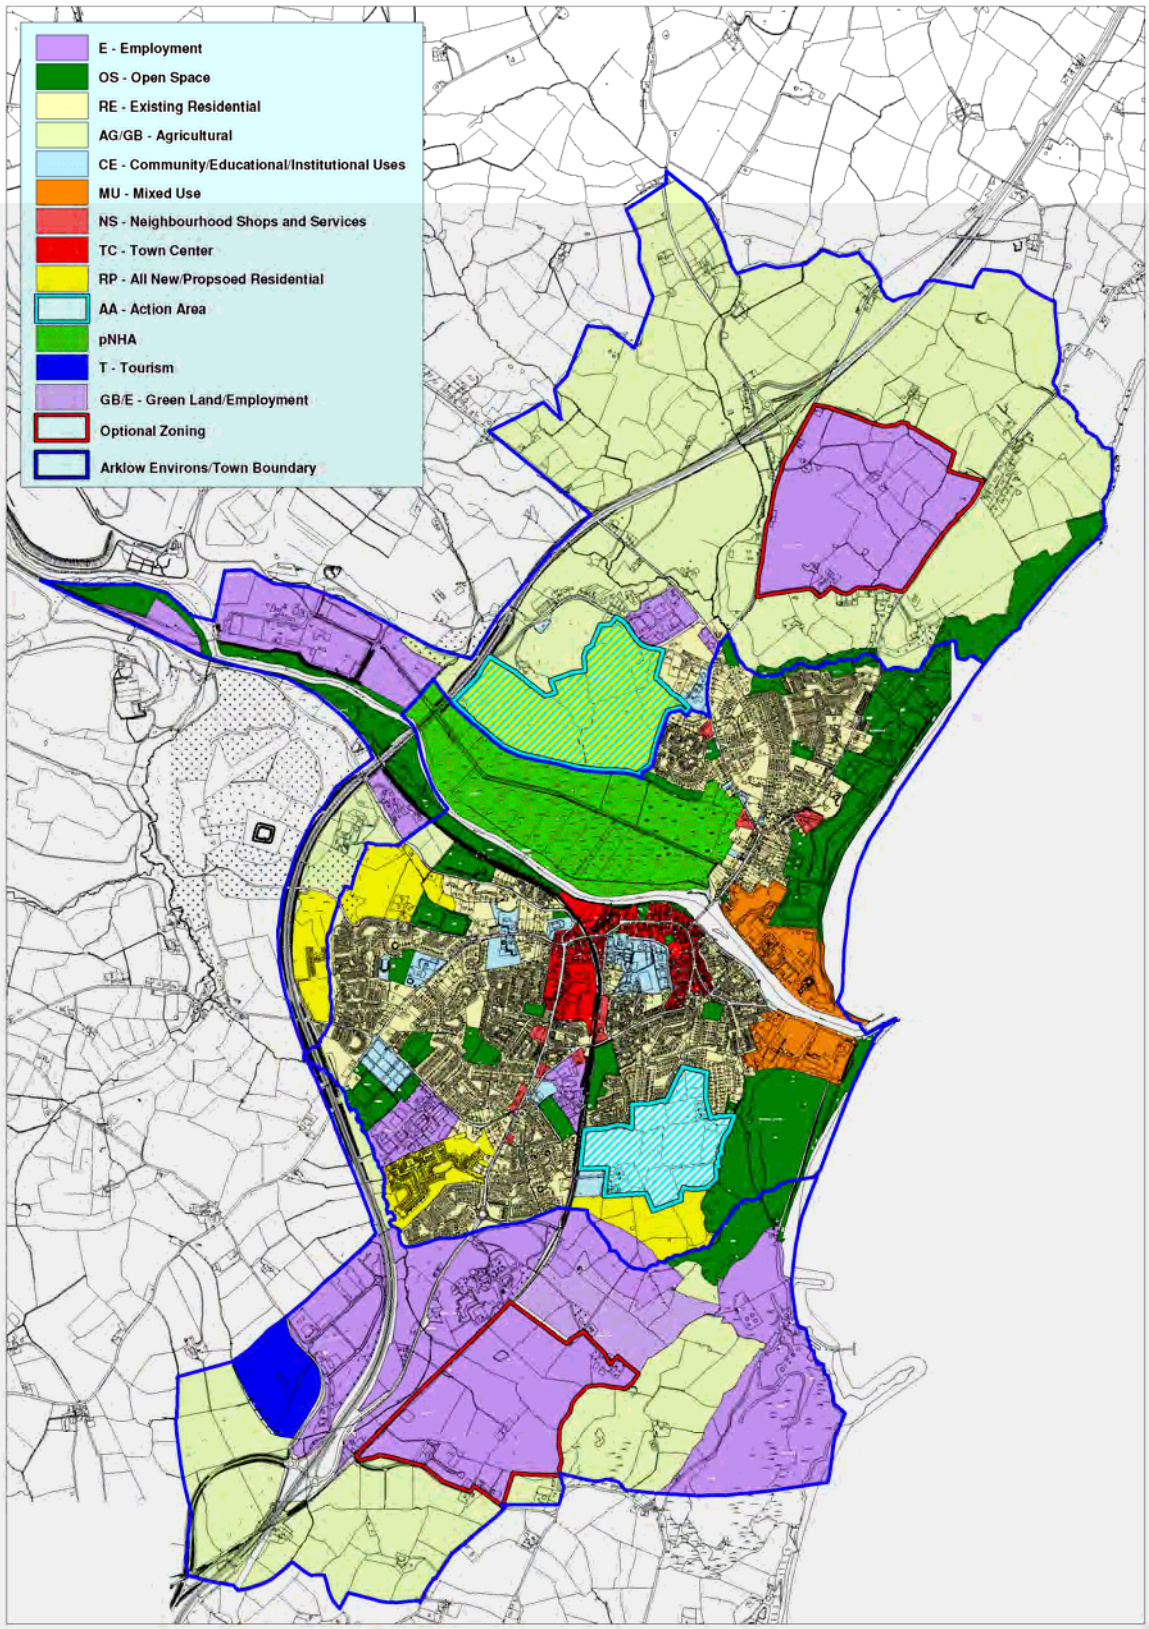 E - Employment
OS - Open Space
RE - Existing Residential
AG/GB - Agricultural
CE - Community/Educational/Institutional Uses
MU - Mixed Use
NS - Neighbourhood Shops and Services
TC - Town Center
RP - All New/Propsoed Residential
AA - Action Area
pNHA
T - Tourism
GB/E - Green Land/Employment
Optional Zoning
Arklow Environs/Town Boundary